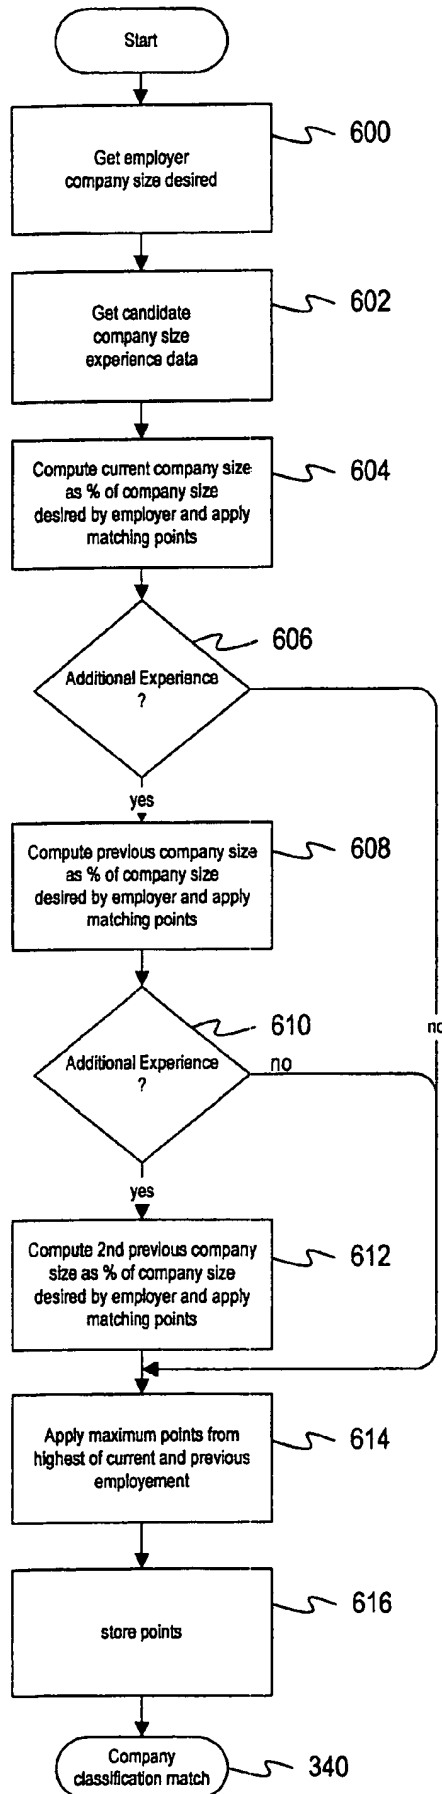 Start
600
Get employer
company size desired
602
Get candidate
company size
experience data
604
Compute current company size
as % of company size
desired by employer and apply
matching points
606
Additional Experience
?
yes
608
Compute previous company size
as % of company size
desired by employer and apply
matching points
610
no
Additional Experience
?
no
yes
612
Compute 2nd previous company
size as % of company size
desired by employer and apply
matching points
614
Apply maximum points from
highest of current and previous
employement
616
store points
Company
classification match
340